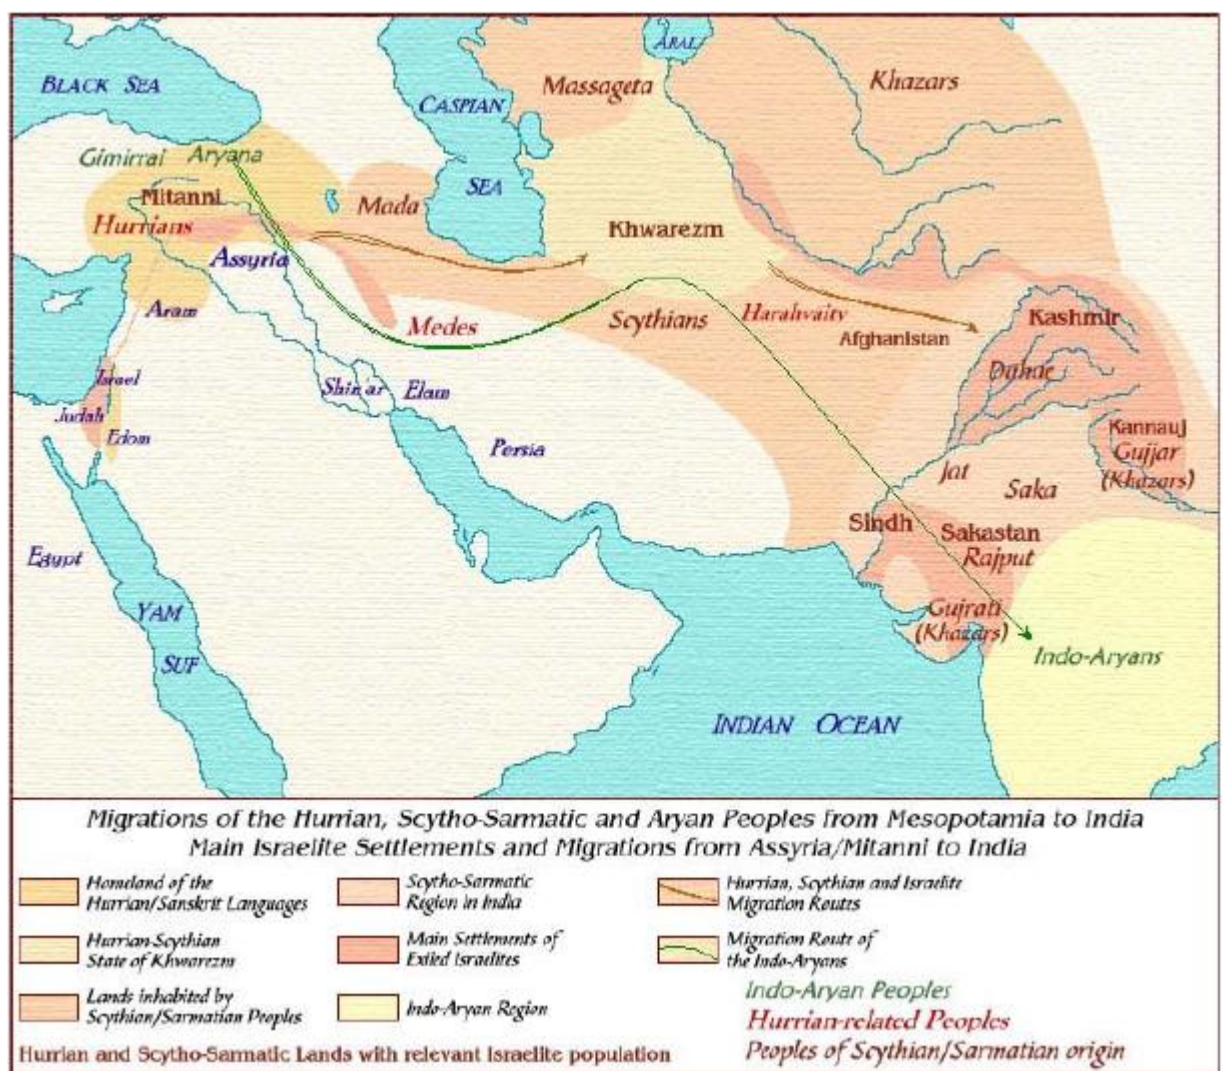 ARAL
Massageta
Khazars
BLACK SEA
CASPIAN
SEA
Gimirrai Aryana
Mitanni
Mada
Hurrians
Khwarezm
Assyria
Aram
Medes
Scythians
Harahvaity
Afghanistan
Kashmir
Dahae
Israel
Judah
Edom
Shinar
Elam
Persia
Kannauj
Gujjar
(Khazars)
Jat
Saka
Sindh
Sakastan
Rajput
Egypt
YAM
SUF
Gujrati
(Khazars)
Indo-Aryans
INDIAN OCEAN
Migrations of the Hurrian, Scytho-Sarmatic and Aryan Peoples from Mesopotamia to India
Main Israelite Settlements and Migrations from Assyria/Mitanni to India
Homeland of the
Hurrian/Sanskrit Languages
Scytho-Sarmatic
Region in India
Hurrian, Scythian and Israelite
Migration Routes
Hurrian-Scythian
State of Khwarezm
Main Settlements of
Exiled Israelites
Migration Route of
the Indo-Aryans
Lands inhabited by
Scythian/Sarmatian Peoples
Indo-Aryan Region
Indo-Aryan Peoples
Hurrian-related Peoples
Peoples of Scythian/Sarmatian origin
Hurrian and Scytho-Sarmatic Lands with relevant Israelite population